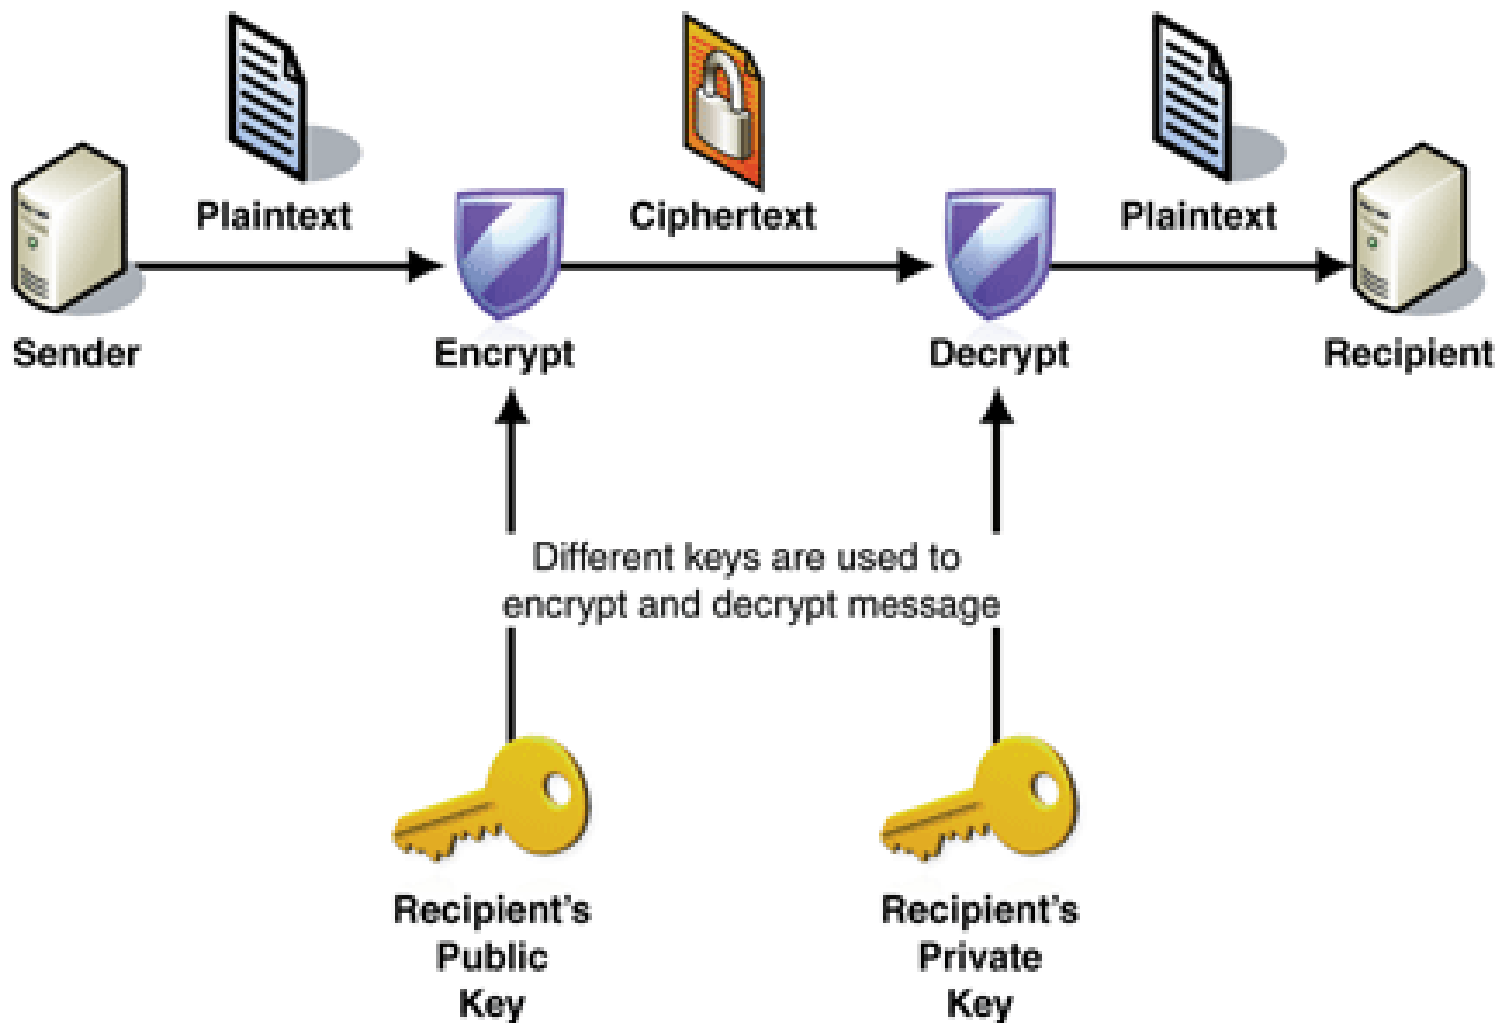 Plaintext
Ciphertext
Plaintext
Sender
Encrypt
Decrypt
Recipient
Different keys are used to
encrypt and decrypt message
Recipient's
Public
Key
Recipient's
Private
Key